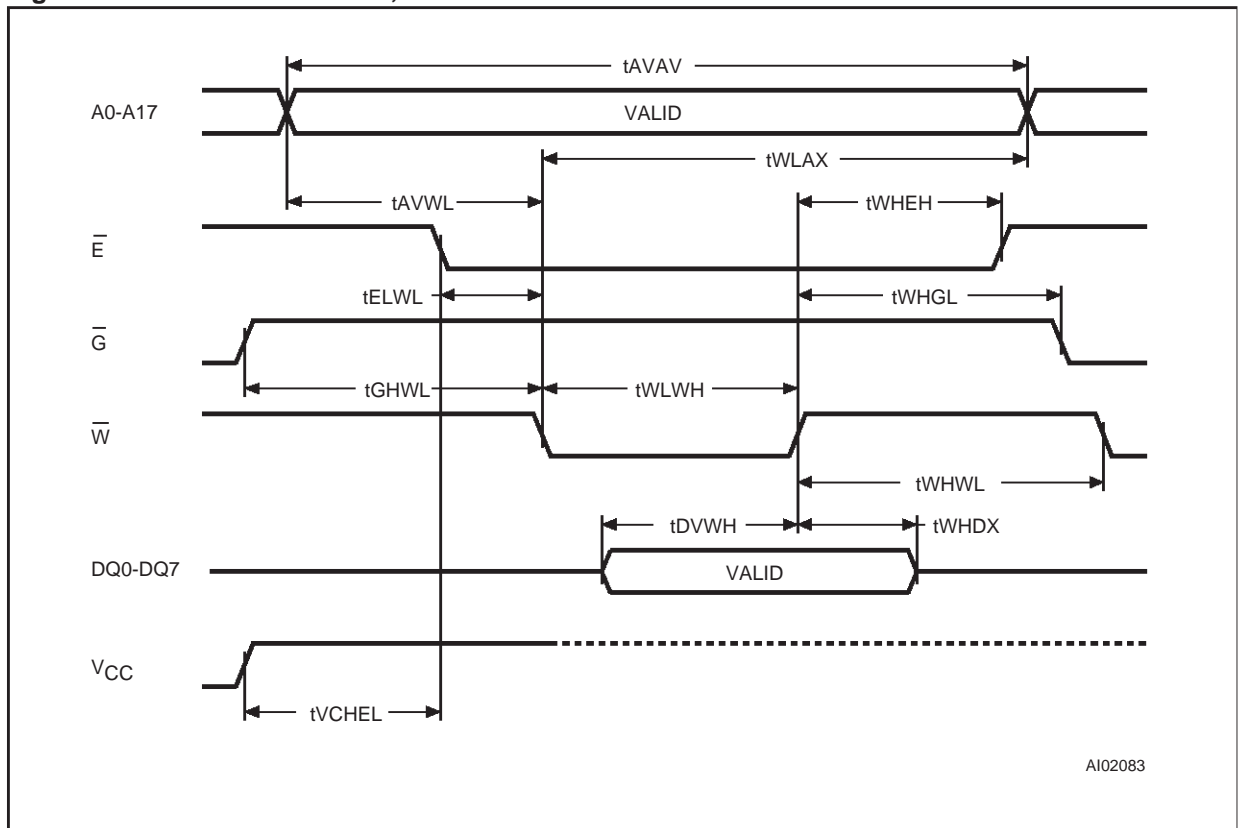 tAVAV
A0-A17
VALID
tWLAX
tAVWL
tWHEH
E
tELWL
tWHGL
G
tGHWL
tWLWH
W
tWHWL
tDVWH
tWHDX
DQ0-DQ7
VALID
VCC
tVCHEL
AI02083